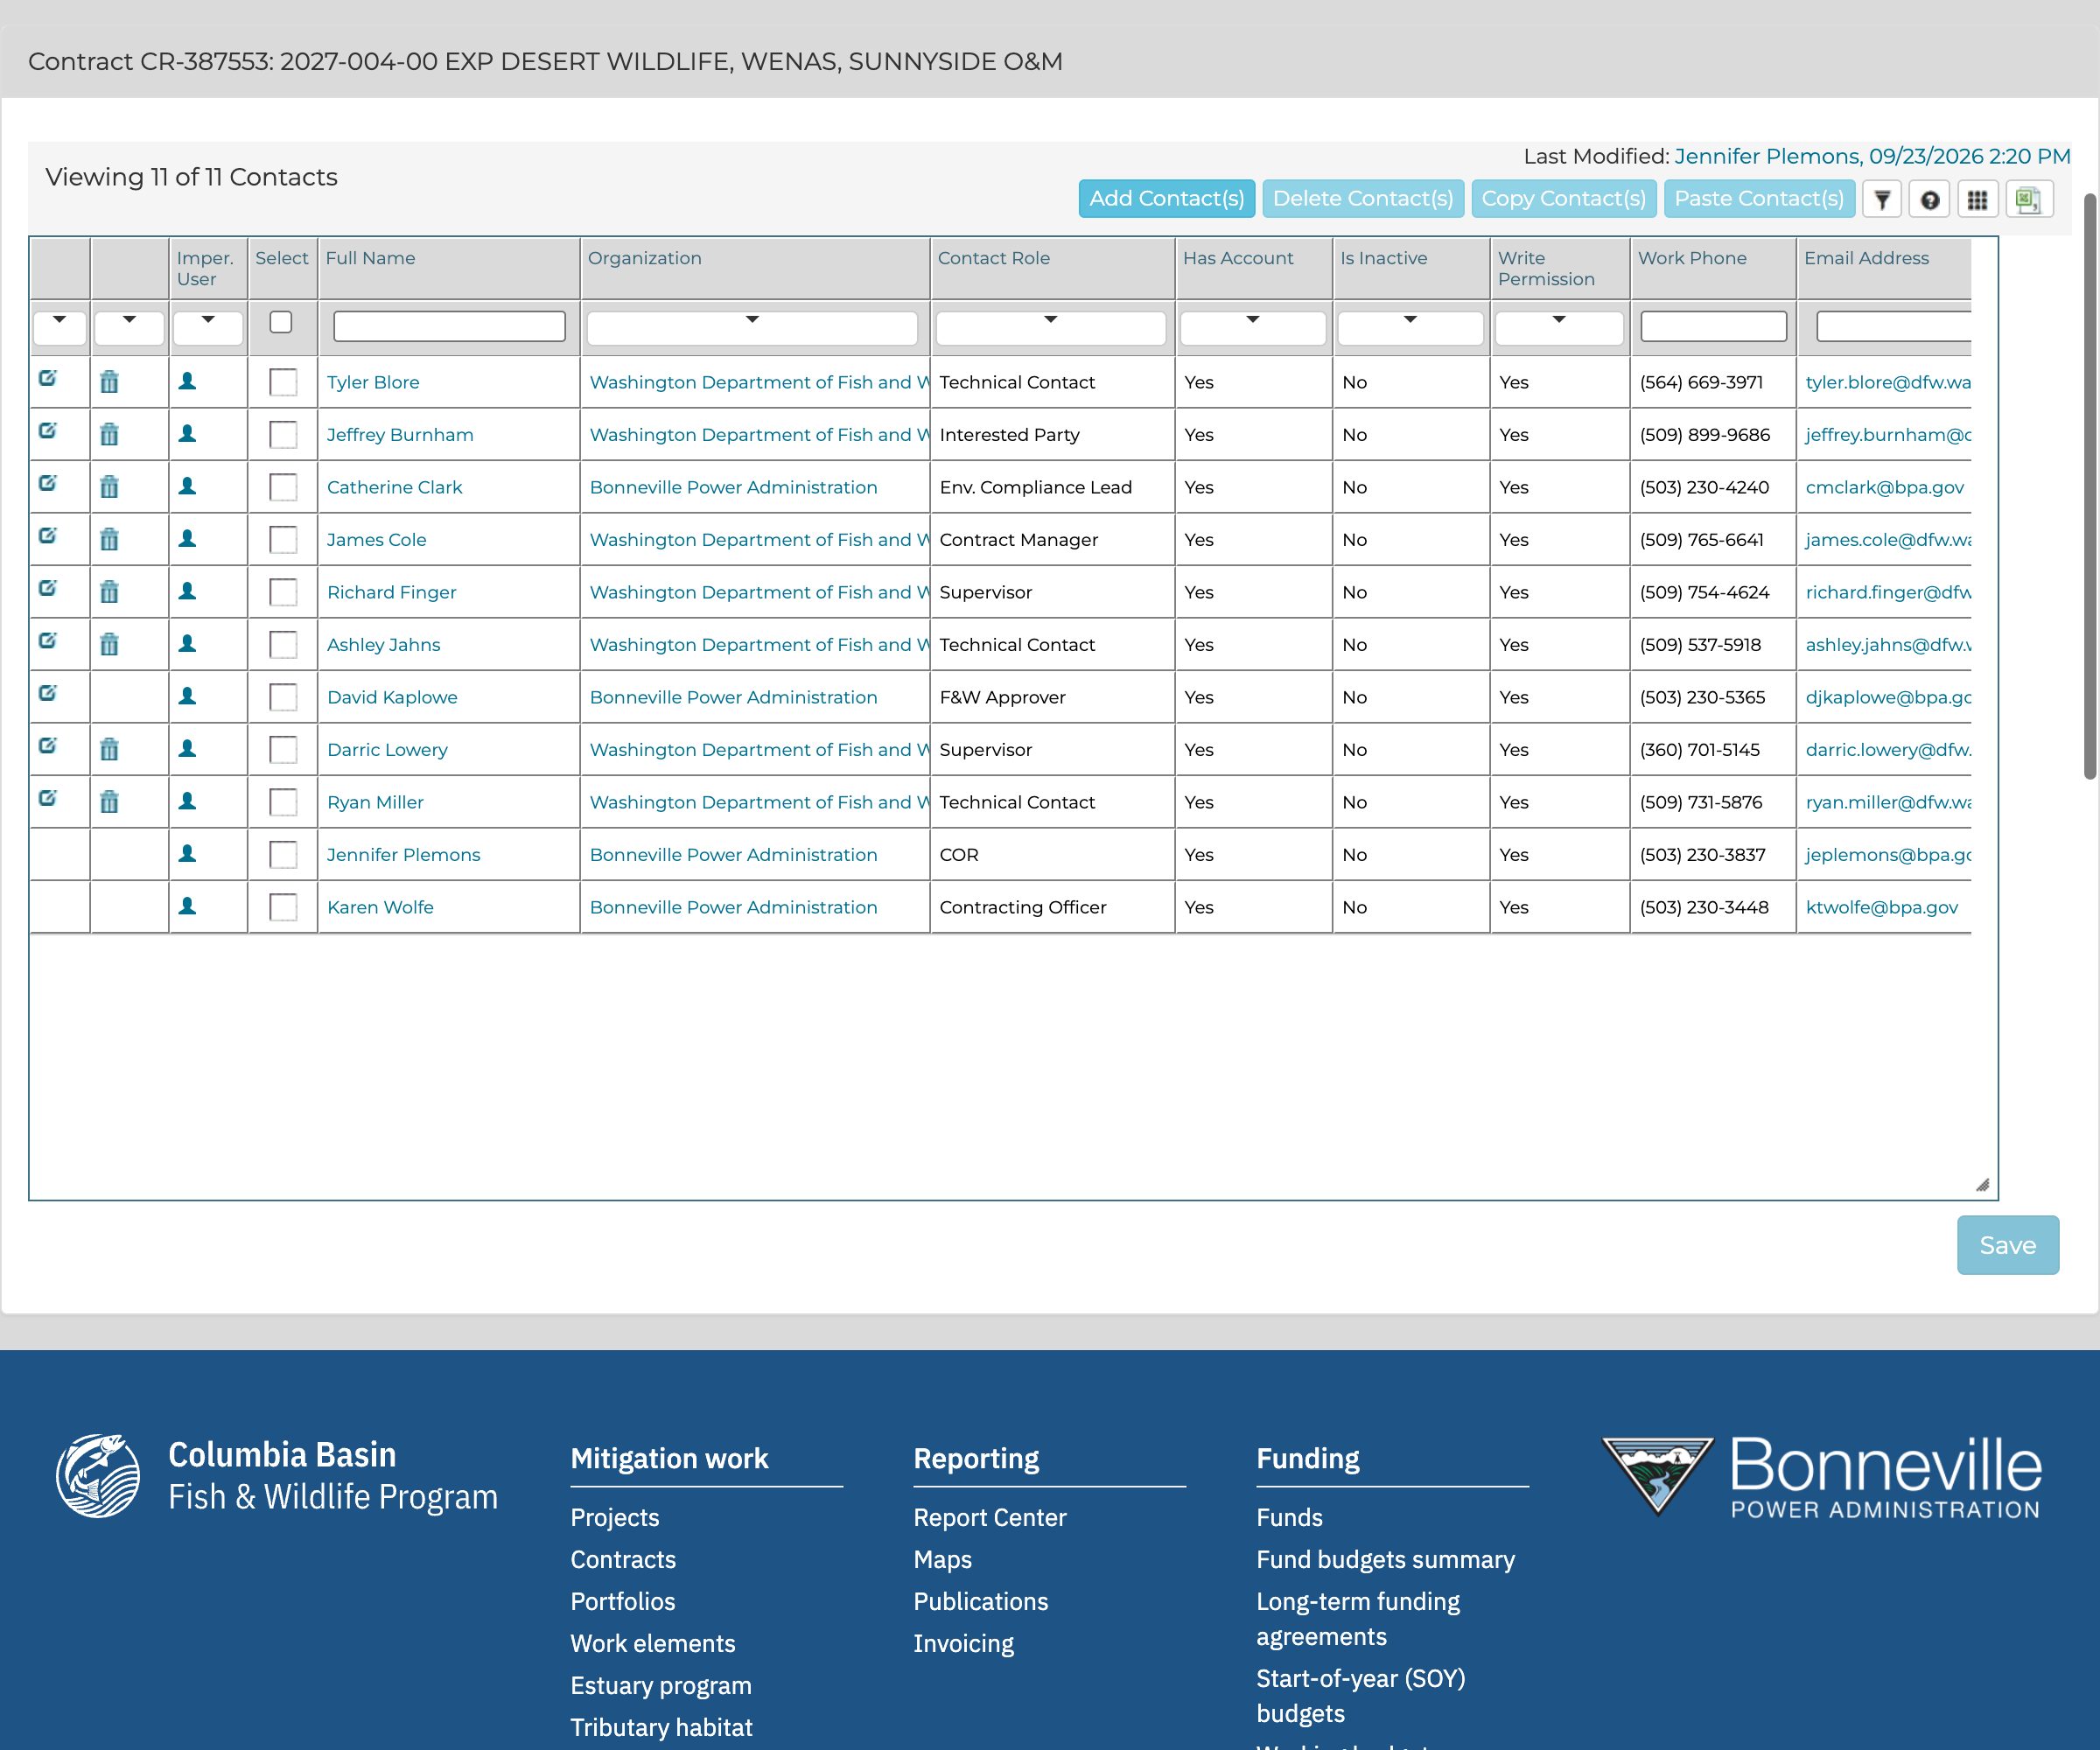 Contract CR-387553: 2027-004-00 EXP DESERT WILDLIFE, WENAS, SUNNYSIDE O&M
Last Modified: Jennifer Plemons, 09/23/2026 2:20 PM
Viewing 11 of 11 Contacts
Add Contact(s) Delete Contact(s) Copy Contact(s) Paste Contact(s)
Imper. User Select Full Name Organization Contact Role Has Account Is Inactive Write Permission Work Phone Email Address
Tyler Blore Washington Department of Fish and W Technical Contact Yes No Yes (564) 669-3971 tyler.blore@dfw.wa
Jeffrey Burnham Washington Department of Fish and W Interested Party Yes No Yes (509) 899-9686 jeffrey.burnham@
Catherine Clark Bonneville Power Administration Env. Compliance Lead Yes No Yes (503) 230-4240 cmclark@bpa.gov
James Cole Washington Department of Fish and W Contract Manager Yes No Yes (509) 765-6641 james.cole@dfw.wa
Richard Finger Washington Department of Fish and W Supervisor Yes No Yes (509) 754-4624 richard.finger@dfw
Ashley Jahns Washington Department of Fish and W Technical Contact Yes No Yes (509) 537-5918 ashley.jahns@dfw.
David Kaplowe Bonneville Power Administration F&W Approver Yes No Yes (503) 230-5365 djkaplowe@bpa.go
Darric Lowery Washington Department of Fish and W Supervisor Yes No Yes (360) 701-5145 darric.lowery@dfw.
Ryan Miller Washington Department of Fish and W Technical Contact Yes No Yes (509) 731-5876 ryan.miller@dfw.wa
Jennifer Plemons Bonneville Power Administration COR Yes No Yes (503) 230-3837 jeplemons@bpa.go
Karen Wolfe Bonneville Power Administration Contracting Officer Yes No Yes (503) 230-3448 ktwolfe@bpa.gov
Save
Columbia Basin
Fish & Wildlife Program
Mitigation work
Projects
Contracts
Portfolios
Work elements
Estuary program
Tributary habitat
Reporting
Report Center
Maps
Publications
Invoicing
Funding
Funds
Fund budgets summary
Long-term funding
agreements
Start-of-year (SOY)
budgets
Bonneville
POWER ADMINISTRATION